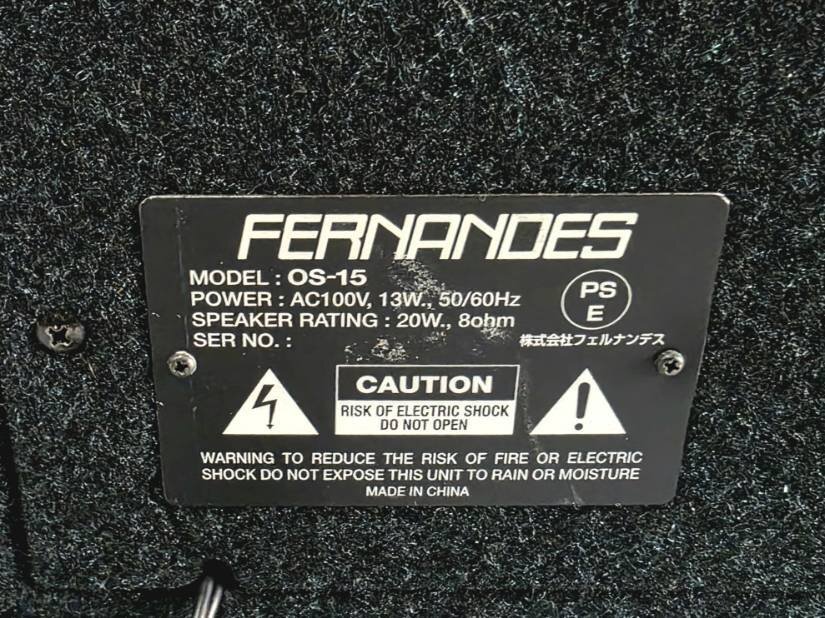 FERNANDES
MODEL : OS-15
POWER : AC100V, 13W., 50/60Hz
SPEAKER RATING : 20W., 8ohm
SER NO. :
PS
E
株式会社フェルナンデス
CAUTION
RISK OF ELECTRIC SHOCK
DO NOT OPEN
WARNING TO REDUCE THE RISK OF FIRE OR ELECTRIC
SHOCK DO NOT EXPOSE THIS UNIT TO RAIN OR MOISTURE
MADE IN CHINA